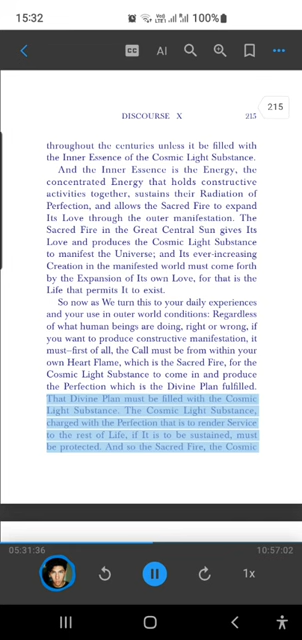 15:32
Vo)) LTE1 100%
CC AI
DISCOURSE X 215
215
throughout the centuries unless it be filled with
the Inner Essence of the Cosmic Light Substance.
And the Inner Essence is the Energy, the
concentrated Energy that holds constructive
activities together, sustains their Radiation of
Perfection, and allows the Sacred Fire to expand
Its Love through the outer manifestation. The
Sacred Fire in the Great Central Sun gives Its
Love and produces the Cosmic Light Substance
to manifest the Universe; and Its ever-increasing
Creation in the manifested world must come forth
by the Expansion of Its own Love, for that is the
Life that permits It to exist.
So now as We turn this to your daily experiences
and your use in outer world conditions: Regardless
of what human beings are doing, right or wrong, if
you want to produce constructive manifestation, it
must–first of all, the Call must be from within your
own Heart Flame, which is the Sacred Fire, for the
Cosmic Light Substance to come in and produce
the Perfection which is the Divine Plan fulfilled.
That Divine Plan must be filled with the Cosmic
Light Substance. The Cosmic Light Substance,
charged with the Perfection that is to render Service
to the rest of Life, if It is to be sustained, must
be protected. And so the Sacred Fire, the Cosmic
05:31:36 10:57:02
1x